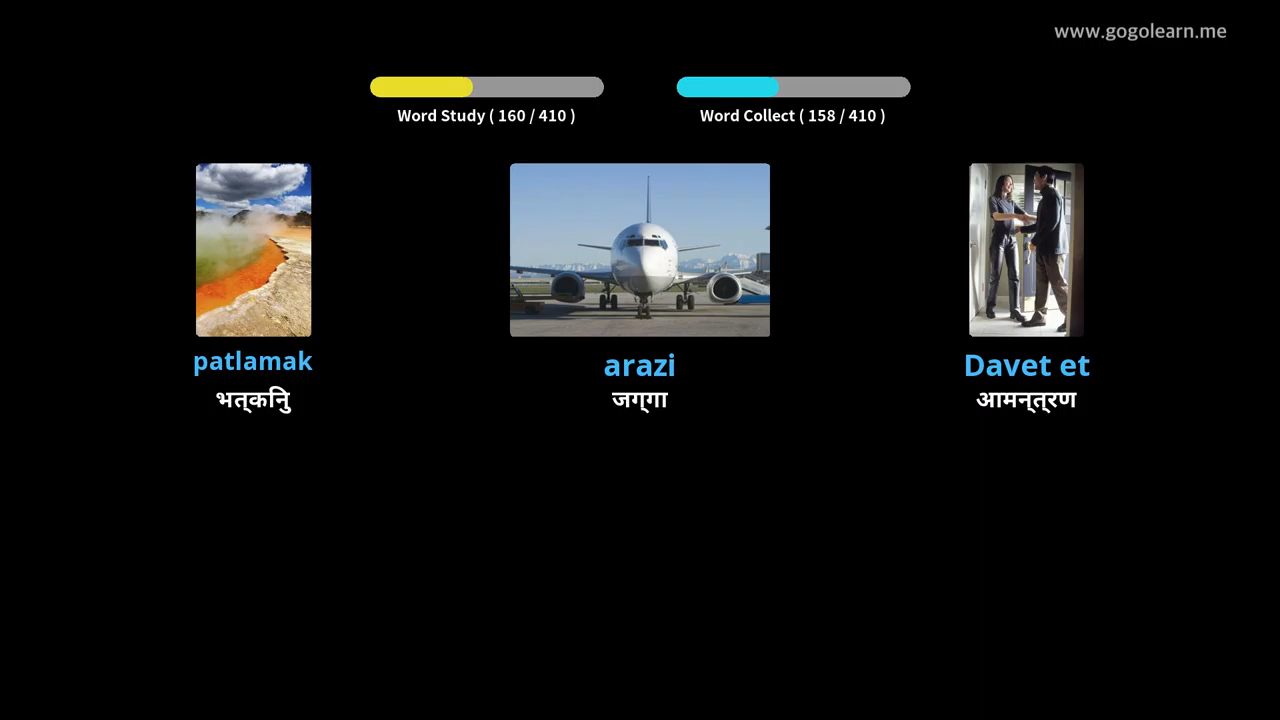 www.gogolearn.me
Word Study ( 160 / 410 )
Word Collect ( 158 / 410 )
patlamak
arazi
Davet et
भत्किनु
जग्गा
आमन्त्रण